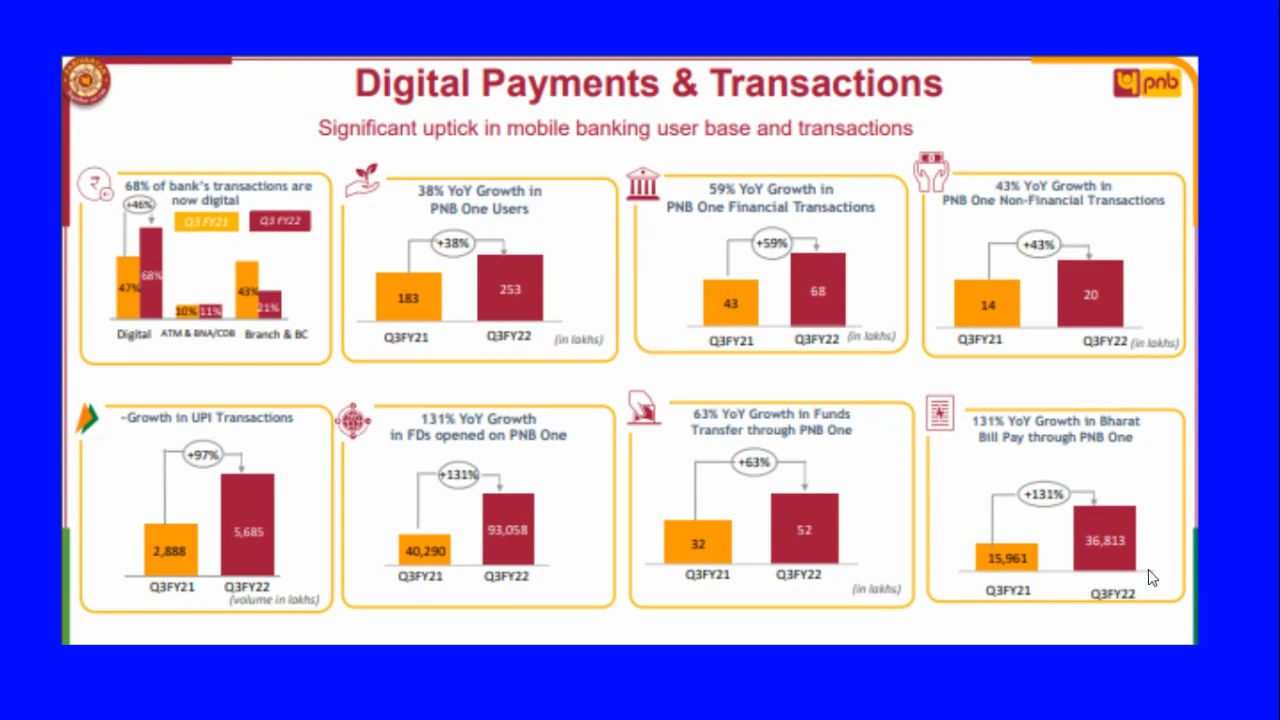 Digital Payments & Transactions
pnb
Significant uptick in mobile banking user base and transactions
68% of bank's transactions are
now digital
+46%
Q3 FY21
Q3 FY22
47%
68%
10%
11%
43%
21%
Digital
ATM & BNA/CDB
Branch & BC
38% YoY Growth in
PNB One Users
+38%
183
253
Q3FY21
Q3FY22
(in lakhs)
59% YoY Growth in
PNB One Financial Transactions
+59%
43
68
Q3FY21
Q3FY22
(in lakhs)
43% YoY Growth in
PNB One Non-Financial Transactions
+43%
14
20
Q3FY21
Q3FY22
(in lakhs)
-Growth in UPI Transactions
+97%
2,888
5,685
Q3FY21
Q3FY22
(volume in lakhs)
131% YoY Growth
in FDs opened on PNB One
+131%
40,290
93,058
Q3FY21
Q3FY22
63% YoY Growth in Funds
Transfer through PNB One
+63%
32
52
Q3FY21
Q3FY22
(in lakhs)
131% YoY Growth in Bharat
Bill Pay through PNB One
+131%
15,961
36,813
Q3FY21
Q3FY22